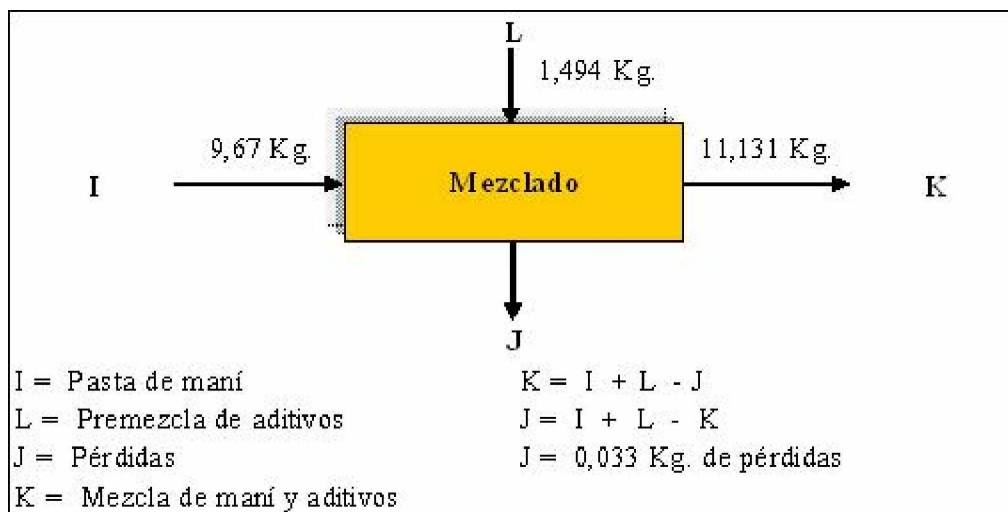 L
1,494 Kg.
9,67 Kg.
11,131 Kg.
I
Mezclado
K
J
I = Pasta de maní
K = I + L - J
L = Premezcla de aditivos
J = I + L - K
J = Pérdidas
J = 0,033 Kg. de pérdidas
K = Mezcla de maní y aditivos